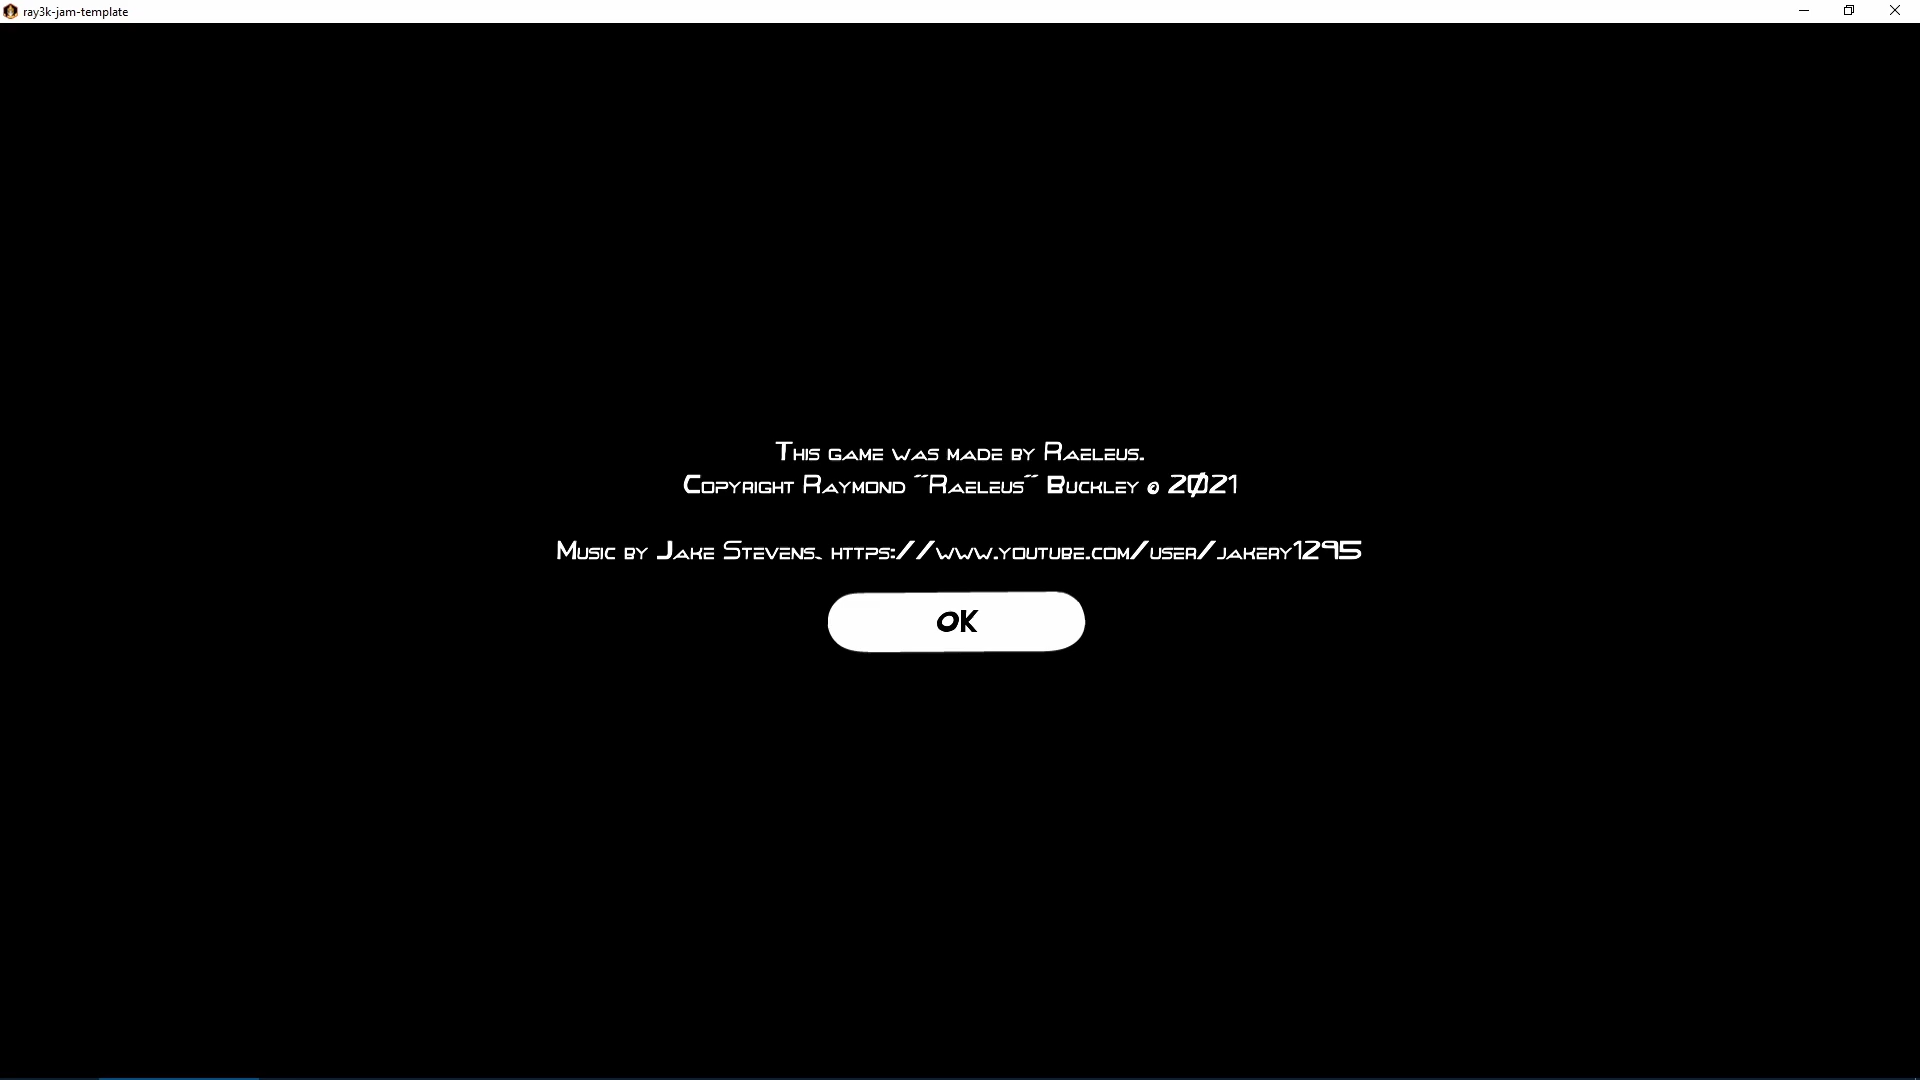 ray3k-jam-template
This game was made by Raeleus.
Copyright Raymond "Raeleus" Buckley © 2021
Music by Jake Stevens. https://www.youtube.com/user/jakery1295
OK